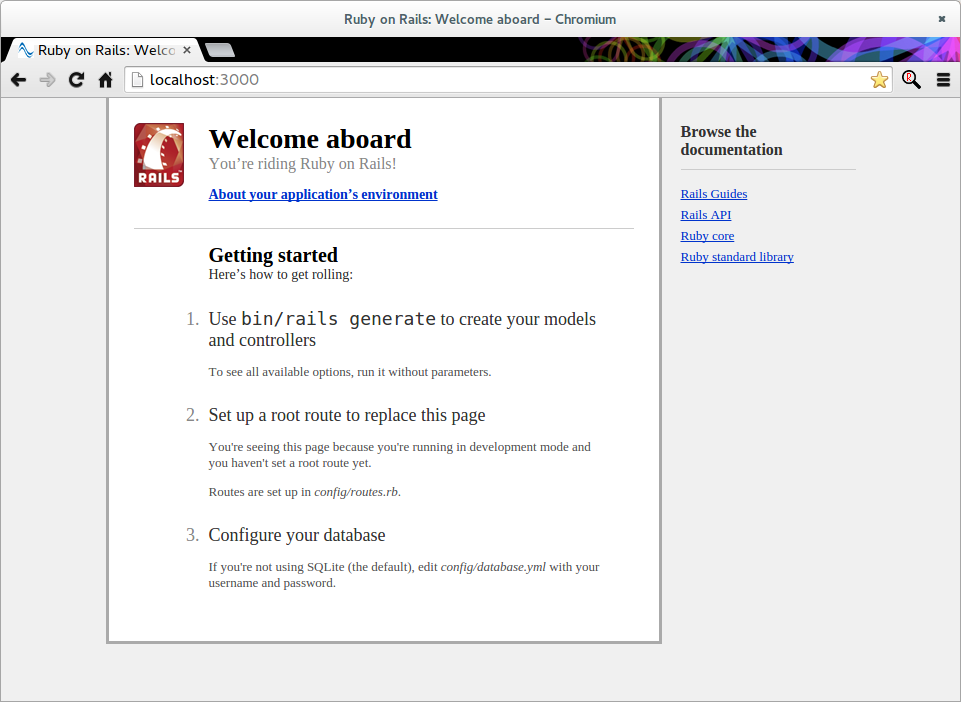 Ruby on Rails: Welcome aboard - Chromium
Ruby on Rails: Welco
localhost:3000
RAILS
Welcome aboard
You’re riding Ruby on Rails!
About your application’s environment
Getting started
Here’s how to get rolling:
1. Use bin/rails generate to create your models
and controllers
To see all available options, run it without parameters.
2. Set up a root route to replace this page
You're seeing this page because you're running in development mode and
you haven't set a root route yet.
Routes are set up in config/routes.rb.
3. Configure your database
If you're not using SQLite (the default), edit config/database.yml with your
username and password.
Browse the
documentation
Rails Guides
Rails API
Ruby core
Ruby standard library